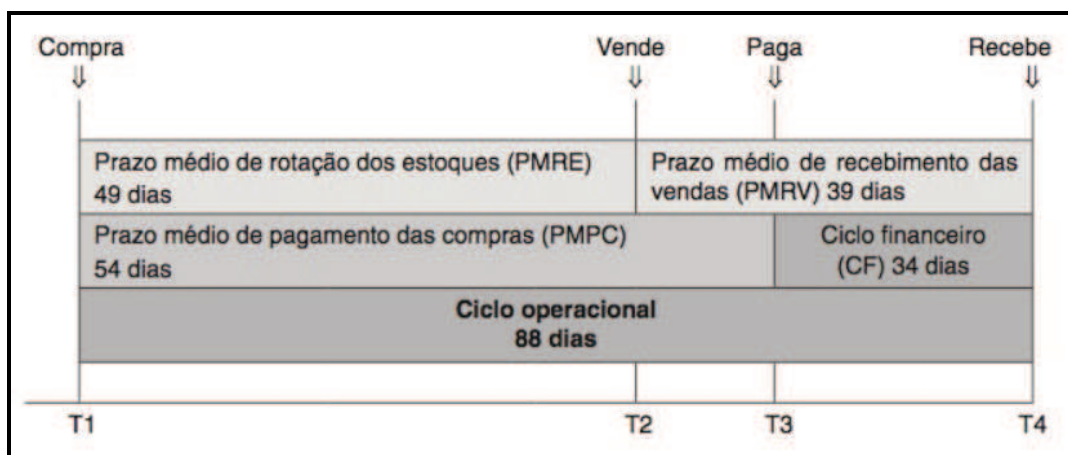 Compra Vende Paga Recebe
Prazo médio de rotação dos estoques (PMRE)
49 dias
Prazo médio de recebimento das
vendas (PMRV) 39 dias
Prazo médio de pagamento das compras (PMPC)
54 dias
Ciclo financeiro
(CF) 34 dias
Ciclo operacional
88 dias
T1 T2 T3 T4